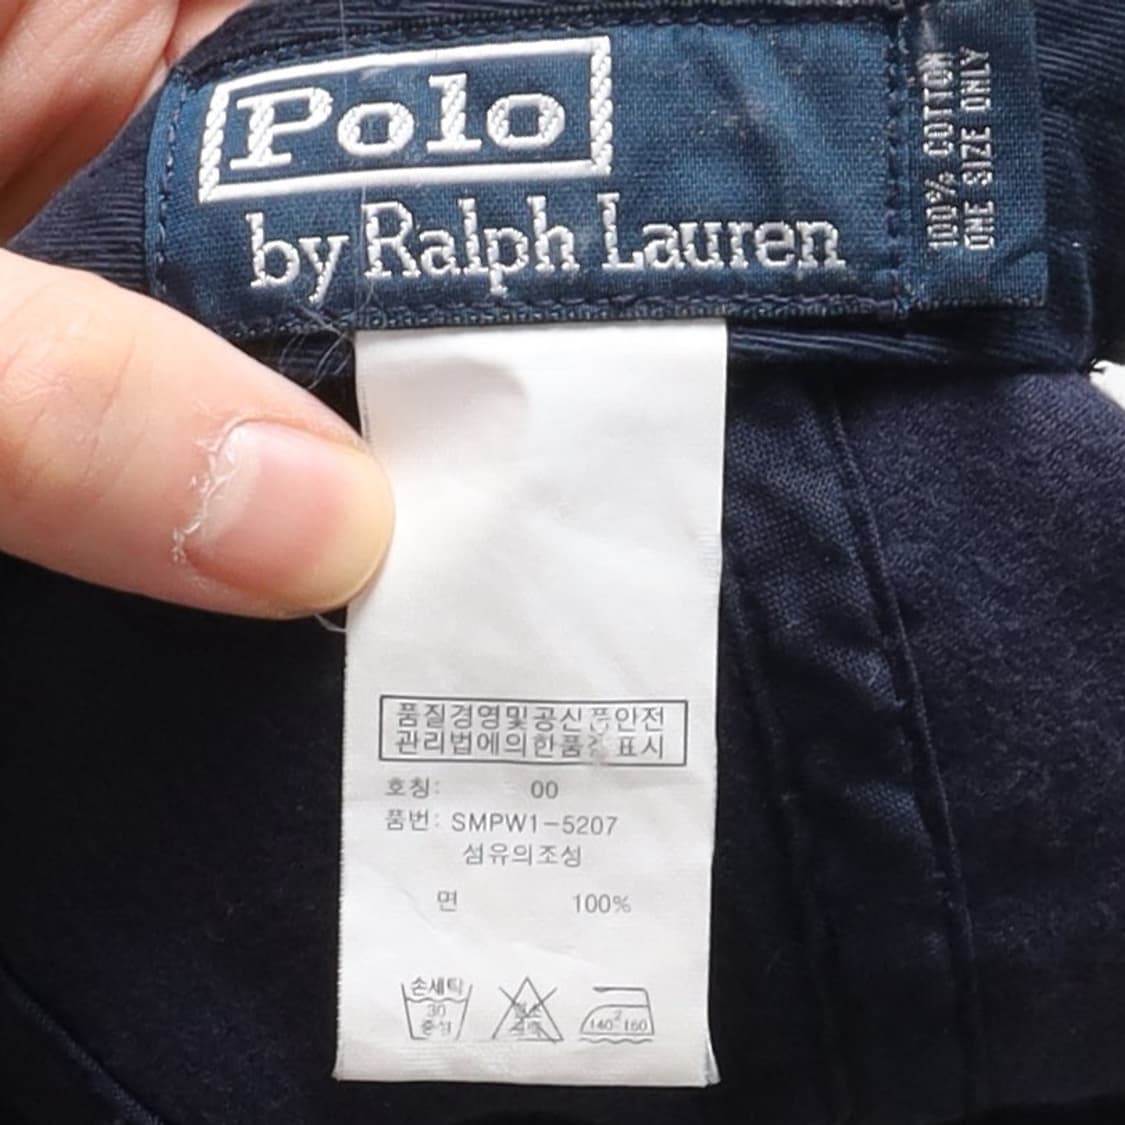 Polo
by Ralph Lauren
100% COTTON
ONE SIZE ONLY
품질경영및공산품안전
관리법에의한품질표시
호칭: 00
품번: SMPW1-5207
섬유의조성
면 100%
손세탁
30
중성
140~160